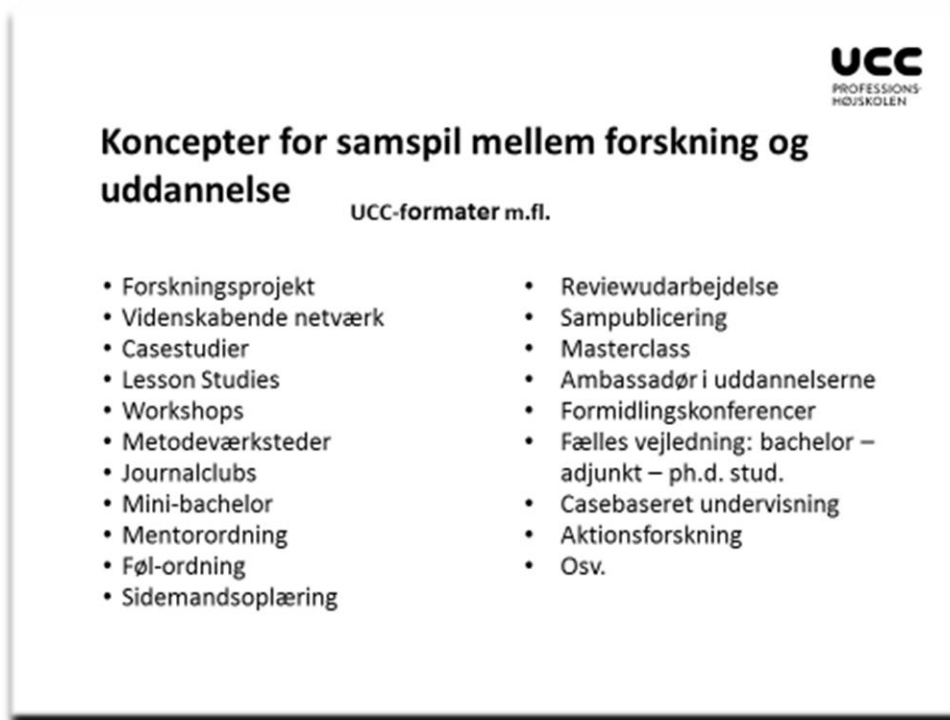 UCC
PROFESSIONS-
HØJSKOLEN
Koncepter for samspil mellem forskning og
uddannelse
UCC-formater m.fl.
• Forskningsprojekt
• Videnskabende netværk
• Casestudier
• Lesson Studies
• Workshops
• Metodeværksteder
• Journalclubs
• Mini-bachelor
• Mentorordning
• Føl-ordning
• Sidemandsoplæring
• Reviewudarbejdelse
• Sampublicering
• Masterclass
• Ambassadør i uddannelserne
• Formidlingskonferencer
• Fælles vejledning: bachelor –
adjunkt – ph.d. stud.
• Casebaseret undervisning
• Aktionsforskning
• Osv.